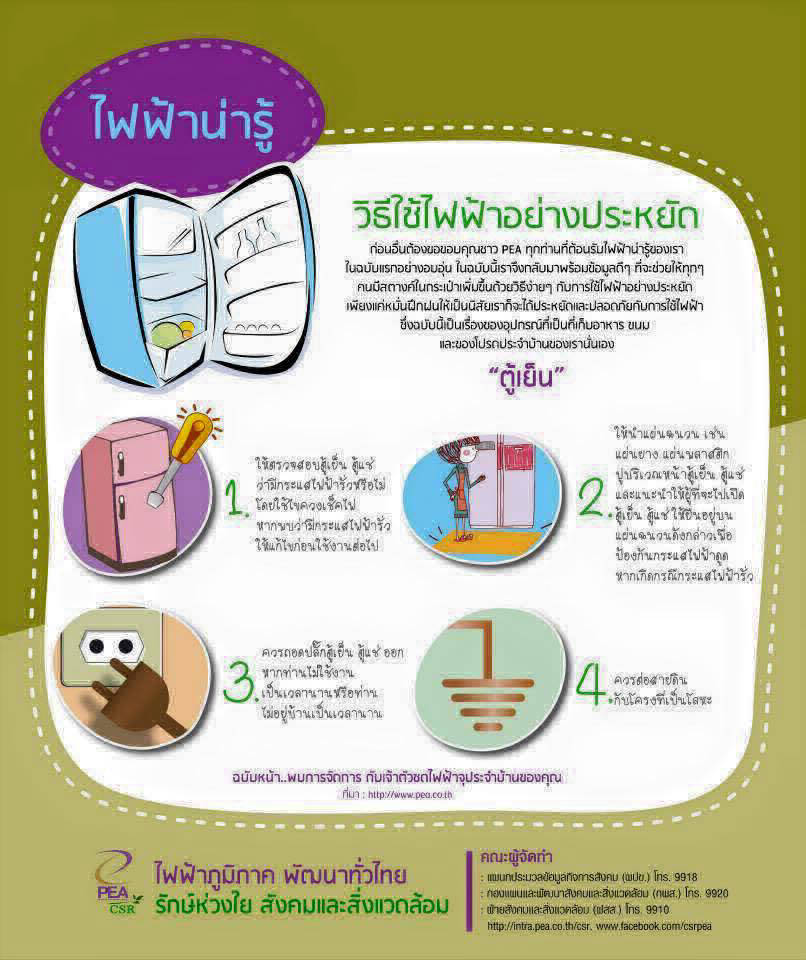 ไฟฟ้าน่ารู้
วิธีใช้ไฟฟ้าอย่างประหยัด
ก่อนอื่นต้องขอขอบคุณชาว PEA ทุกท่านที่ต้อนรับไฟฟ้าน่ารู้ของเรา
ในฉบับแรกอย่างอบอุ่น ในฉบับนี้เราจึงกลับมาพร้อมข้อมูลดีๆ ที่จะช่วยให้ทุกๆ
คนมีสตางค์ในกระเป๋าเพิ่มขึ้นด้วยวิธีง่ายๆ กับการใช้ไฟฟ้าอย่างประหยัด
เพียงแค่หมั่นฝึกฝนให้เป็นนิสัยเราก็จะได้ประหยัดและปลอดภัยกับการใช้ไฟฟ้า
ซึ่งฉบับนี้เป็นเรื่องของอุปกรณ์ที่เป็นที่เก็บอาหาร ขนม
และของโปรดประจำบ้านของเรานั่นเอง
“ตู้เย็น”
1.
ให้ตรวจสอบตู้เย็น ตู้แช่
ว่ามีกระแสไฟฟ้ารั่วหรือไม่
โดยใช้ไขควงเช็คไฟ
หากพบว่ามีกระแสไฟฟ้ารั่ว
ให้แก้ไขก่อนใช้งานต่อไป
2.
ให้นำแผ่นฉนวน เช่น
แผ่นยาง แผ่นพลาสติก
ปูบริเวณหน้าตู้เย็น ตู้แช่
และแนะนำให้ผู้ที่จะไปเปิด
ตู้เย็น ตู้แช่ ให้ยืนอยู่บน
แผ่นฉนวนดังกล่าวเพื่อ
ป้องกันกระแสไฟฟ้าดูด
หากเกิดกรณีกระแสไฟฟ้ารั่ว
3.
ควรถอดปลั๊กตู้เย็น ตู้แช่ ออก
หากท่านไม่ใช้งาน
เป็นเวลานานหรือท่าน
ไม่อยู่บ้านเป็นเวลานาน
4.
ควรต่อสายดิน
กับโครงที่เป็นโลหะ
ฉบับหน้า..พบการจัดการ กับเจ้าตัวซดไฟฟ้าจุประจำบ้านของคุณ
ที่มา : http://www.pea.co.th
PEA
CSR
ไฟฟ้าภูมิภาค พัฒนาทั่วไทย
รักษ์ห่วงใย สังคมและสิ่งแวดล้อม
คณะผู้จัดทำ
: แผนกประมวลข้อมูลกิจการสังคม (ผปข.) โทร. 9918
: กองแผนและพัฒนาสังคมและสิ่งแวดล้อม (กพส.) โทร. 9920
: ฝ่ายสังคมและสิ่งแวดล้อม (ฝสส.) โทร. 9910
http://intra.pea.co.th/csr, www.facebook.com/csrpea